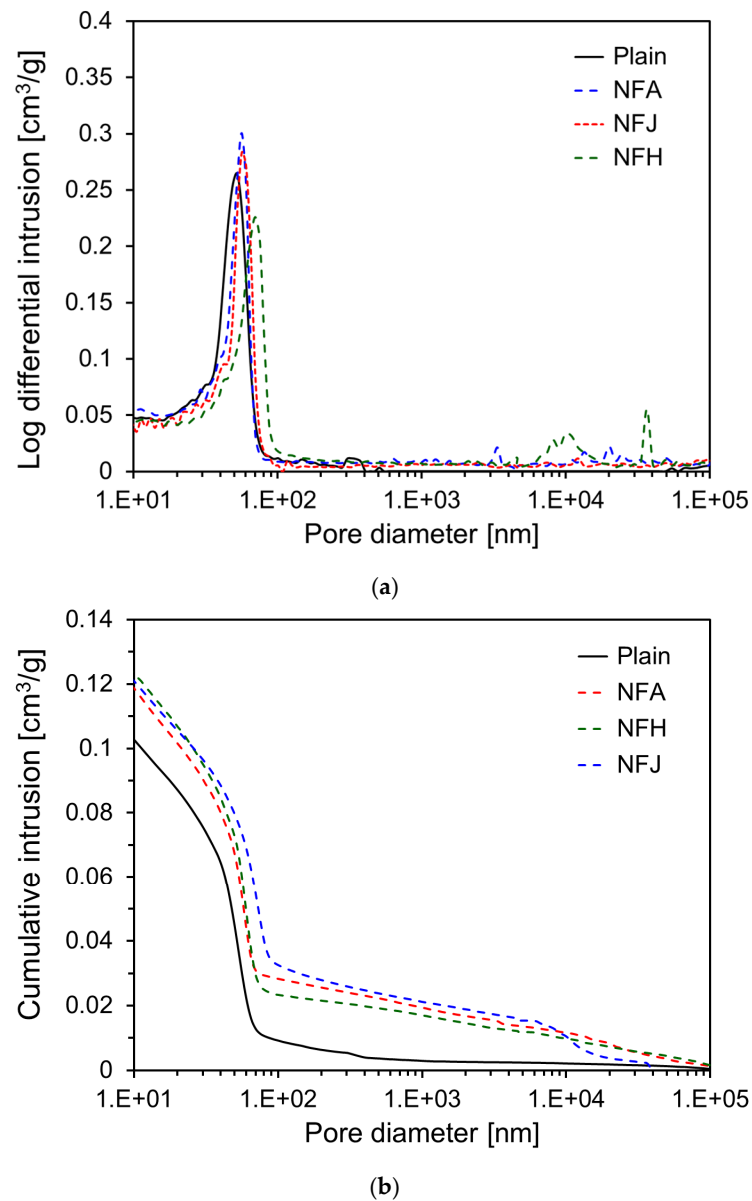 0.4
0.35
0.3
0.25
0.2
0.15
0.1
0.05
0
Log differential intrusion [cm³/g]
Plain
NFA
NFJ
NFH
1.E+01 1.E+02 1.E+03 1.E+04 1.E+05
Pore diameter [nm]
(a)
0.14
0.12
0.1
0.08
0.06
0.04
0.02
0
Cumulative intrusion [cm³/g]
Plain
NFA
NFH
NFJ
1.E+01 1.E+02 1.E+03 1.E+04 1.E+05
Pore diameter [nm]
(b)